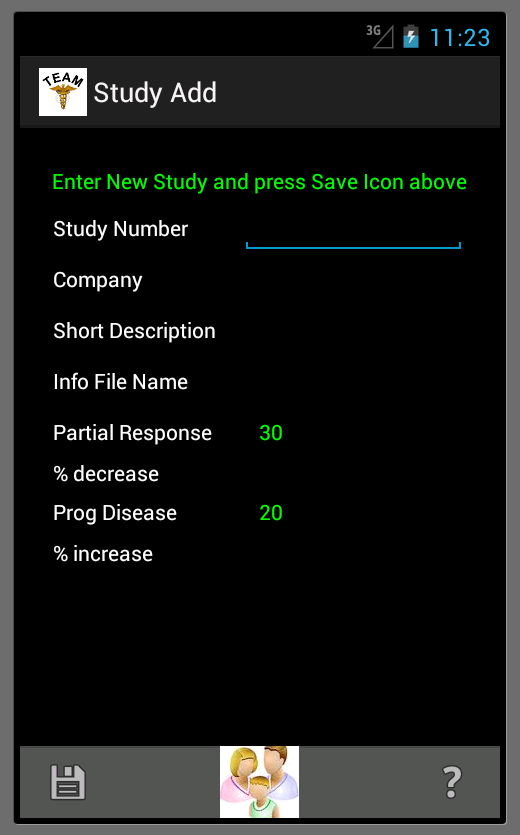 3G
11:23
TEAM
Study Add
Enter New Study and press Save Icon above
Study Number
Company
Short Description
Info File Name
Partial Response 30
% decrease
Prog Disease 20
% increase
?